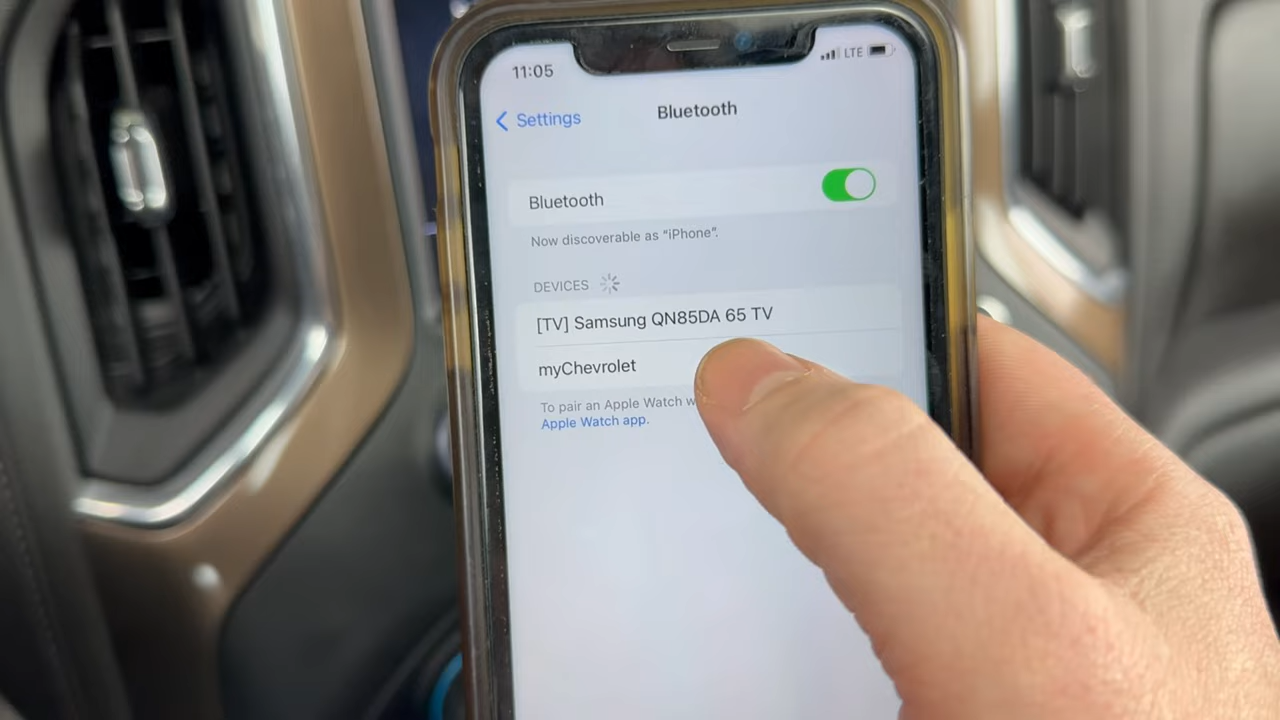 11:05
LTE
Settings
Bluetooth
Bluetooth
Now discoverable as “iPhone”.
DEVICES
[TV] Samsung QN85DA 65 TV
myChevrolet
To pair an Apple Watch
Apple Watch app.